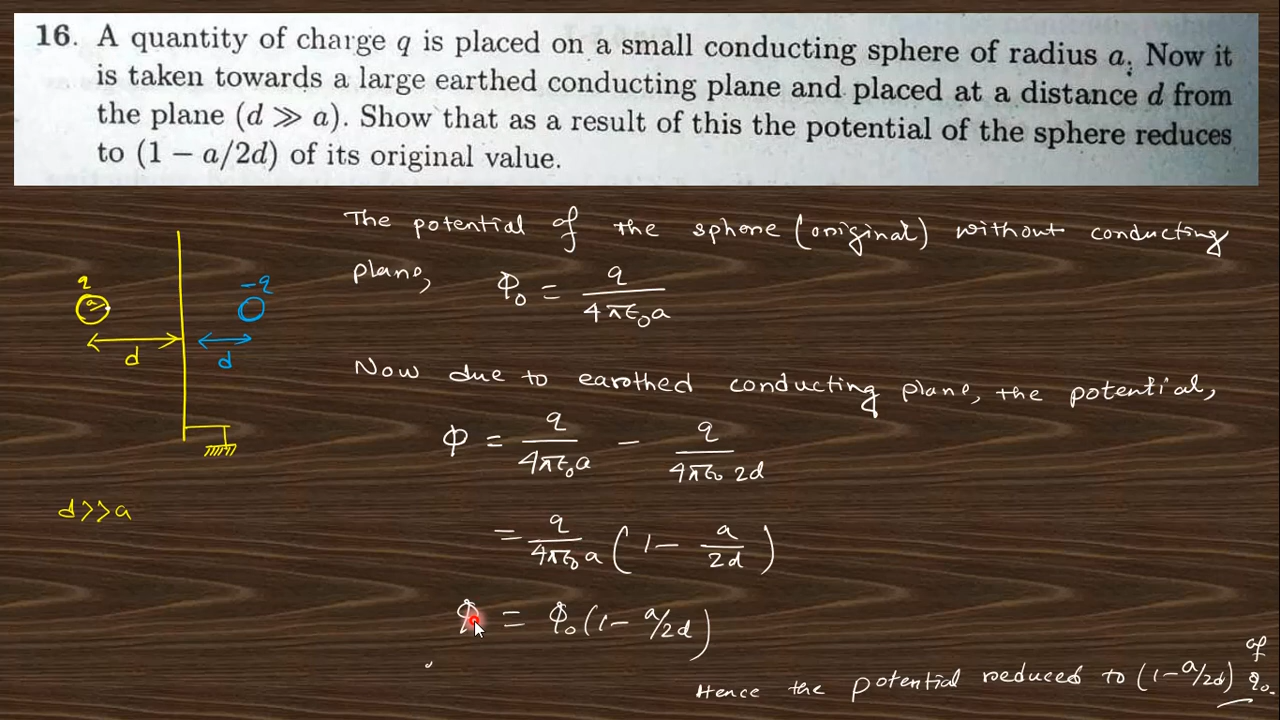 16. A quantity of charge q is placed on a small conducting sphere of radius a. Now it
is taken towards a large earthed conducting plane and placed at a distance d from
the plane (d ≫ a). Show that as a result of this the potential of the sphere reduces
to (1 − a/2d) of its original value.
The potential of the sphere (original) without conducting
plane, Φ₀ = q / 4πε₀a
q
a
-q
d
d
d>>a
Now due to earothed conducting plane, the potential,
Φ = q / 4πε₀a − q / 4πε₀ 2d
= q / 4πε₀a (1 − a / 2d)
Φ = Φ₀ (1 − a/2d)
Hence the potential reduced to (1 − a/2d) of